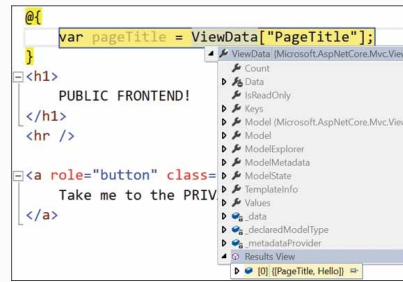 @{
var pageTitle = ViewData["PageTitle"];
}
<h1>
PUBLIC FRONTEND!
</h1>
<hr />
<a role="button" class=
Take me to the PRIV
</a>
ViewData {Microsoft.AspNetCore.Mvc.View
Count
Data
IsReadOnly
Keys
Model (Microsoft.AspNetCore.Mvc.View
Model
ModelExplorer
ModelMetadata
ModelState
TemplateInfo
Values
_data
_declaredModelType
_metadataProvider
Results View
[0] {[PageTitle, Hello]}